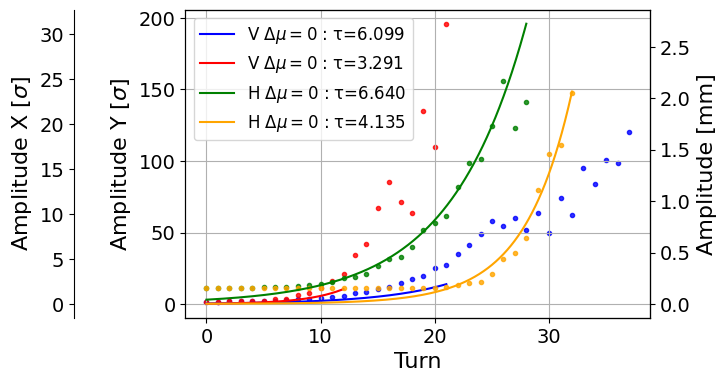 V Δμ = 0 : τ=6.099
V Δμ = 0 : τ=3.291
H Δμ = 0 : τ=6.640
H Δμ = 0 : τ=4.135
Amplitude X [σ]
30
25
20
15
10
5
0
Amplitude Y [σ]
200
150
100
50
0
Amplitude [mm]
2.5
2.0
1.5
1.0
0.5
0.0
0 10 20 30
Turn